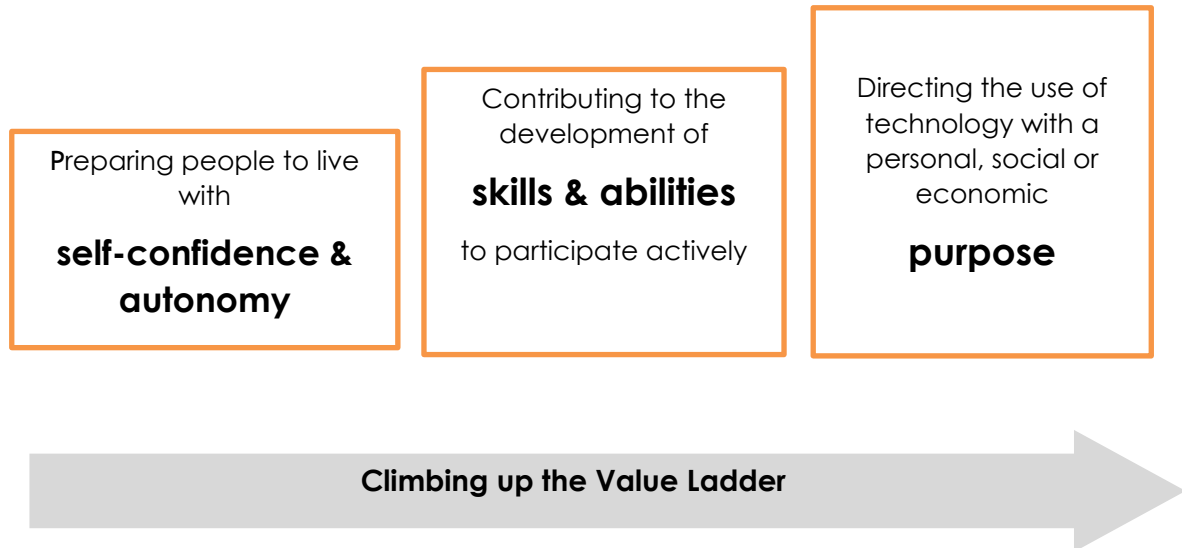 Preparing people to live
with
self-confidence &
autonomy
Contributing to the
development of
skills & abilities
to participate actively
Directing the use of
technology with a
personal, social or
economic
purpose
Climbing up the Value Ladder